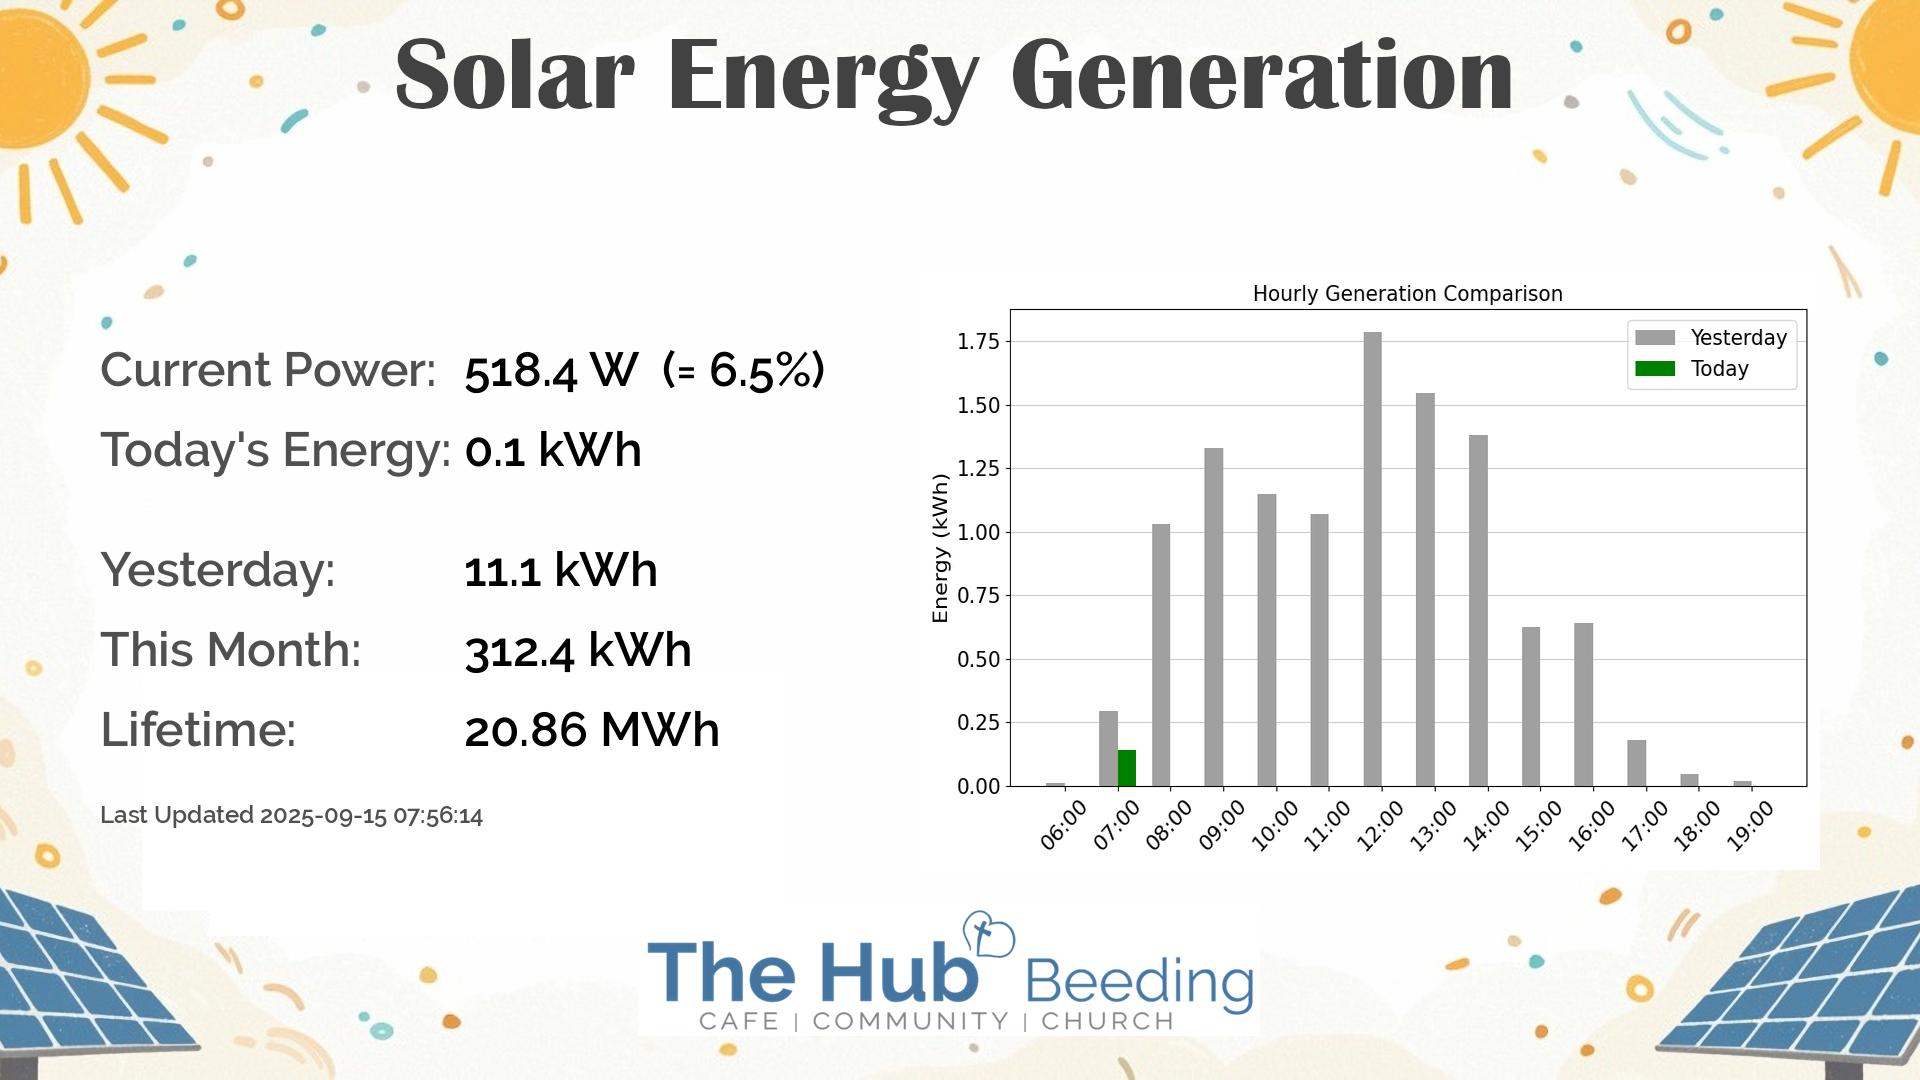 Solar Energy Generation
Current Power: 518.4 W (= 6.5%)
Today's Energy: 0.1 kWh
Yesterday: 11.1 kWh
This Month: 312.4 kWh
Lifetime: 20.86 MWh
Last Updated 2025-09-15 07:56:14
Hourly Generation Comparison
Yesterday
Today
Energy (kWh)
1.75
1.50
1.25
1.00
0.75
0.50
0.25
0.00
06:00 07:00 08:00 09:00 10:00 11:00 12:00 13:00 14:00 15:00 16:00 17:00 18:00 19:00
The Hub Beeding
CAFE | COMMUNITY | CHURCH